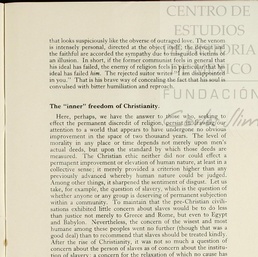 CENTRO DE
ESTUDIOS
that looks suspiciously like the obverse of outraged love. The venom
is intensely personal, directed at the object itself; the devout and
the faithful are accorded the sympathy due to misguided victims of
an illusion. In short, if the former communist feels in general that
his ideal has failed, the enemy of religion feels in particular that his
ideal has failed him. The rejected suitor writes "I am disappointed
in you." That is his brave way of concealing the fact that his soul is
convulsed with bitter humiliation and reproach.
FUNDACIÓN
The "inner" freedom of Christianity.
Here, perhaps, we have the answer to those who, seeking to
effect the permanent discredit of religion, persist in drawing our
attention to a world that appears to have undergone no obvious
improvement in the space of two thousand years. The level of
morality in any place or time depends not merely upon men's
actual deeds, but upon the standard by which those deeds are
measured. The Christian ethic neither did nor could effect a
permanent improvement or elevation of human nature, at least in a
collective sense; it merely provided a criterion higher than any
previously advanced whereby human nature could be judged.
Among other things, it sharpened the sentiment of disgust. Let us
take, for example, the question of slavery, which is the question of
whether anyone or any group is deserving of permanent subjection
within a community. To maintain that the pre-Christian civili-
sations exhibited little concern about slaves would be to do less
than justice not merely to Greece and Rome, but even to Egypt
and Babylon. Nevertheless, the concern of the wisest and most
humane among these peoples went no further (though that was a
good deal) than to recommend that slaves should be treated kindly.
After the rise of Christianity, it was not so much a question of
concern about the person of slaves as of concern about the institu-
tion of slavery: a concern for the relaxation of which no cause has